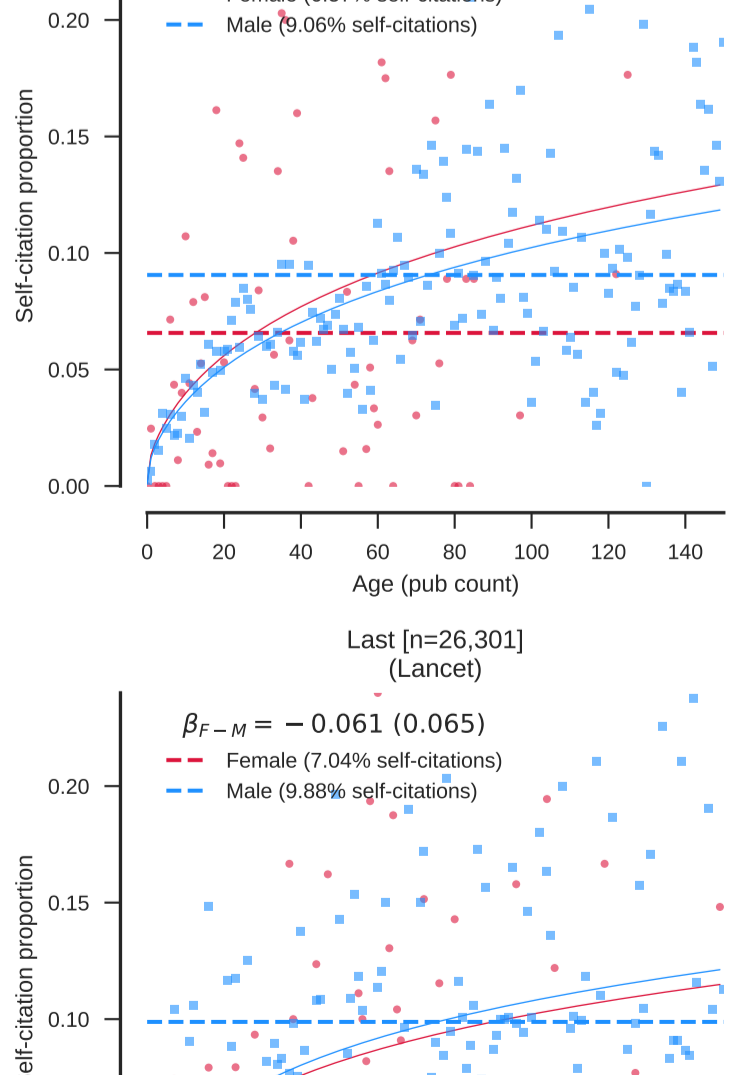 0.20
Male (9.06% self-citations)
0.15
Self-citation proportion
0.10
0.05
0.00
0 20 40 60 80 100 120 140
Age (pub count)
Last [n=26,301]
(Lancet)
β F − M = − 0.061 (0.065)
Female (7.04% self-citations)
Male (9.88% self-citations)
0.20
0.15
elf-citation proportion
0.10